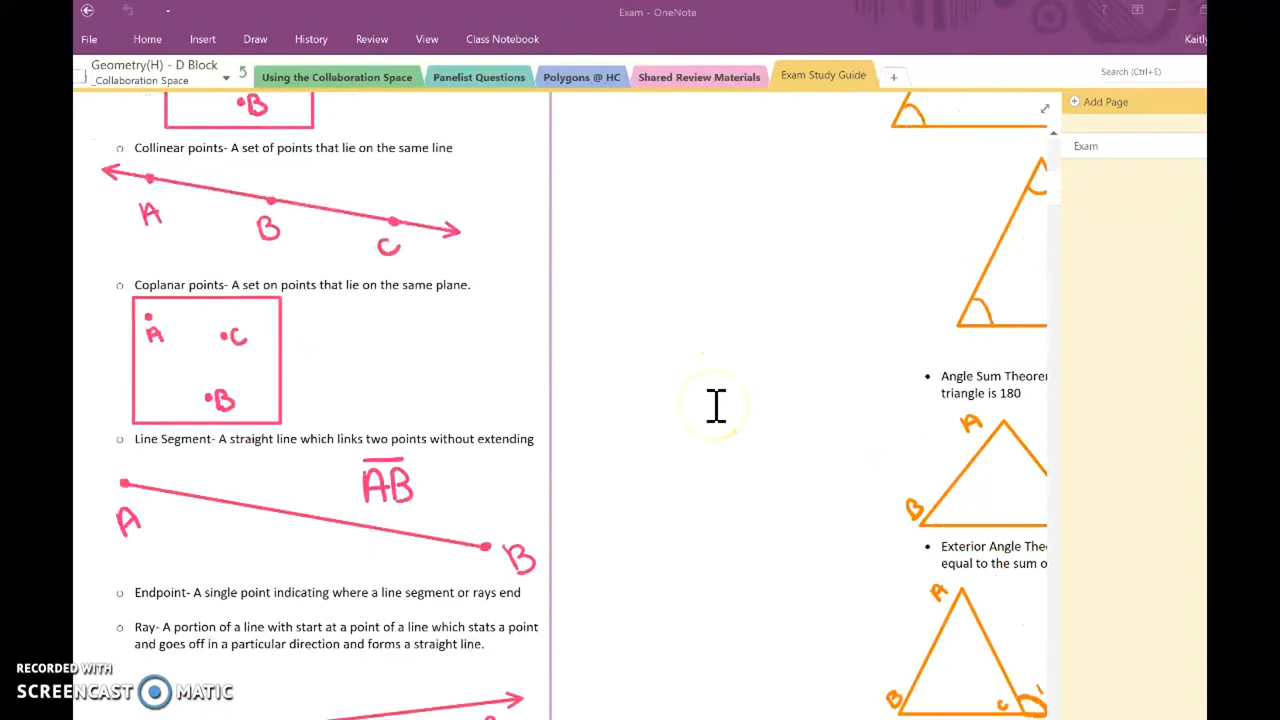 Exam - OneNote
File Home Insert Draw History Review View Class Notebook Kaitly
Geometry(H) - D Block
_Collaboration Space
Using the Collaboration Space Panelist Questions Polygons @ HC Shared Review Materials Exam Study Guide + Search (Ctrl+E)
Add Page
Exam
B
Collinear points- A set of points that lie on the same line
A
B
C
Coplanar points- A set on points that lie on the same plane.
A
C
B
Line Segment- A straight line which links two points without extending
AB
A
B
Endpoint- A single point indicating where a line segment or rays end
Ray- A portion of a line with start at a point of a line which stats a point
and goes off in a particular direction and forms a straight line.
Angle Sum Theorem
triangle is 180
A
B
Exterior Angle The
equal to the sum o
A
B
C
1
RECORDED WITH
SCREENCAST MATIC